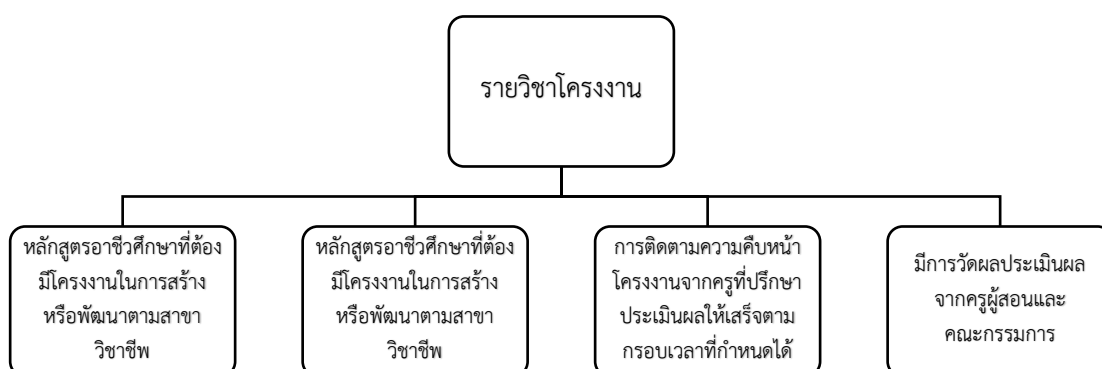 รายวิชาโครงงาน
หลักสูตรอาชีวศึกษาที่ต้อง
มีโครงงานในการสร้าง
หรือพัฒนาตามสาขา
วิชาชีพ
หลักสูตรอาชีวศึกษาที่ต้อง
มีโครงงานในการสร้าง
หรือพัฒนาตามสาขา
วิชาชีพ
การติดตามความคืบหน้า
โครงงานจากครูที่ปรึกษา
ประเมินผลให้เสร็จตาม
กรอบเวลาที่กำหนดได้
มีการวัดผลประเมินผล
จากครูผู้สอนและ
คณะกรรมการ